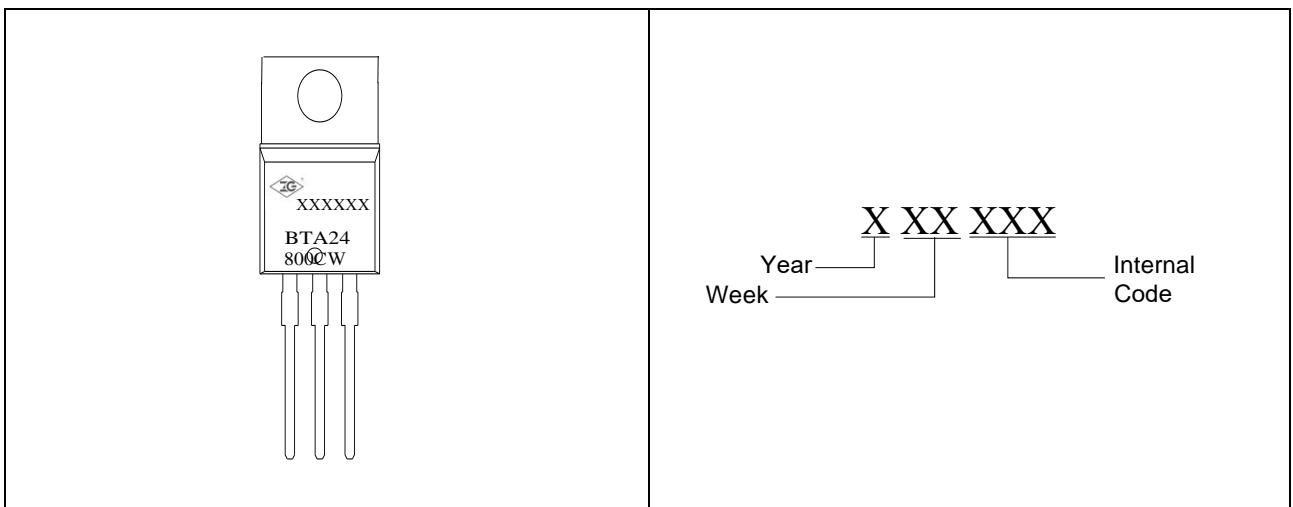 XXXXXX
BTA24
800CW
X XX XXX
Year
Week
Internal
Code